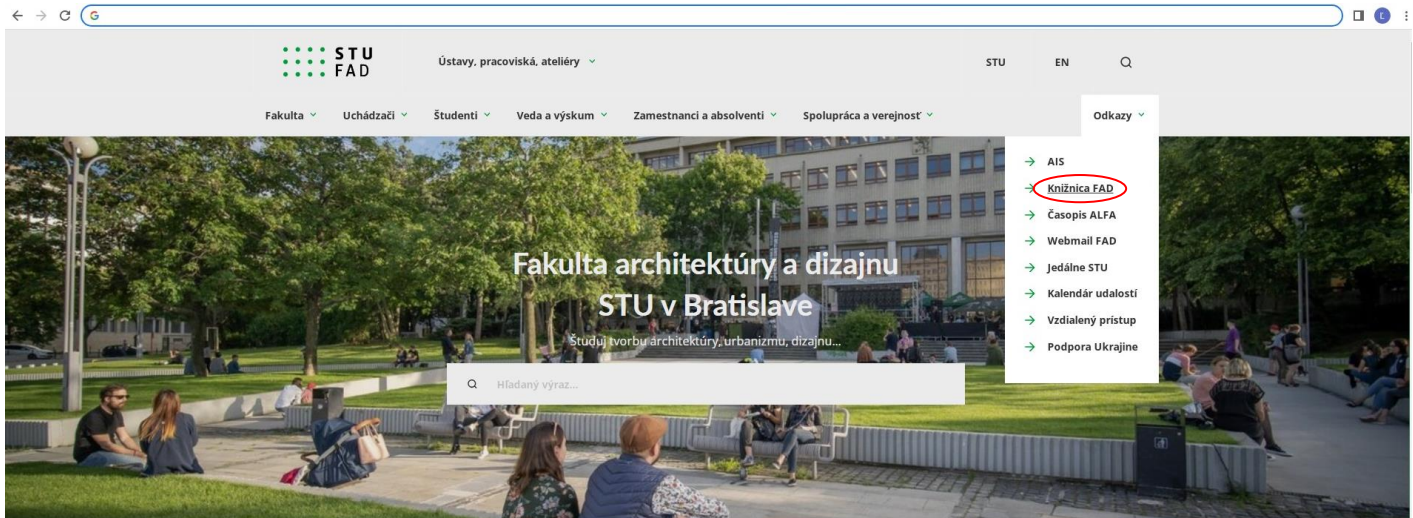 STU
FAD
Ústavy, pracoviská, ateliéry
STU EN
Fakulta Uchádzači Študenti Veda a výskum Zamestnanci a absolventi Spolupráca a verejnosť Odkazy
AIS
Knižnica FAD
Časopis ALFA
Webmail FAD
Jedálne STU
Kalendár udalostí
Vzdialený prístup
Podpora Ukrajine
Fakulta architektúry a dizajnu
STU v Bratislave
Študuj tvorbu architektúry, urbanizmu, dizajnu...
Hľadaný výraz...